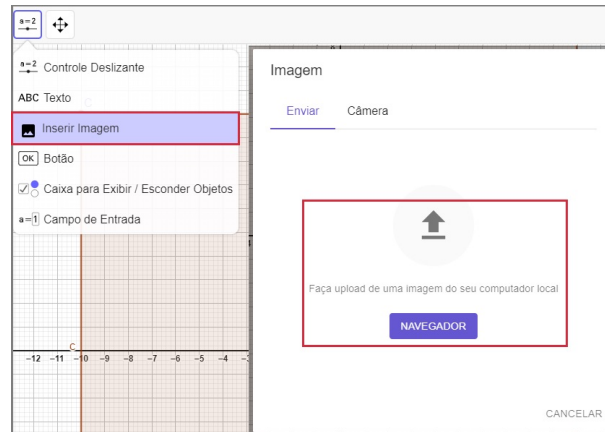 a=2
a=2 Controle Deslizante
ABC Texto
Inserir Imagem
OK Botão
Caixa para Exibir / Esconder Objetos
a=1 Campo de Entrada
Imagem
Enviar Câmera
Faça upload de uma imagem do seu computador local
NAVEGADOR
CANCELAR
C
-12 -11 -10 -9 -8 -7 -6 -5 -4